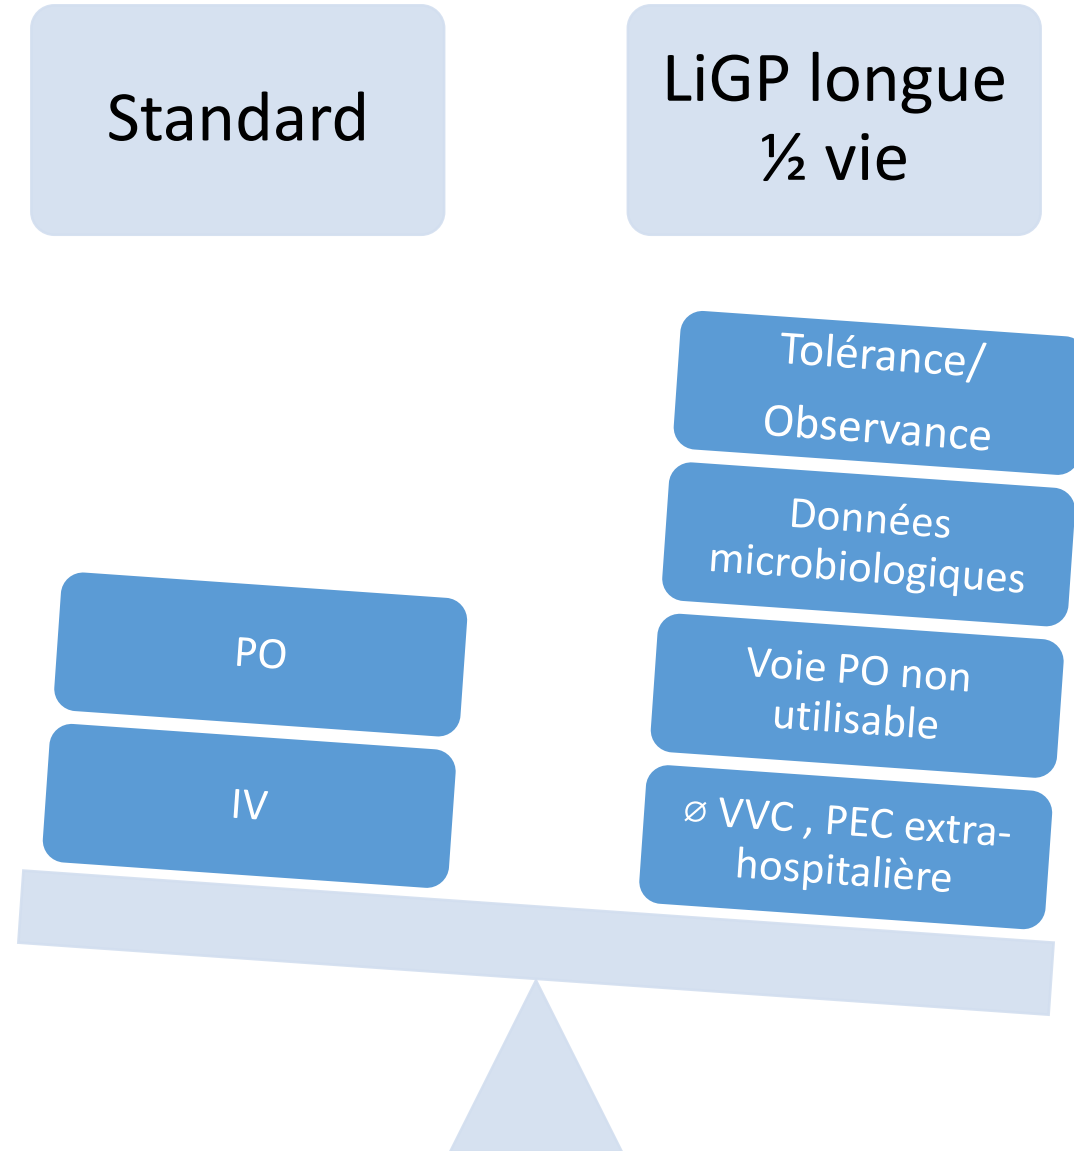 Standard
LiGP longue
½ vie
Tolérance/
Observance
Données
microbiologiques
Voie PO non
utilisable
∅ VVC , PEC extra-
hospitalière
PO
IV